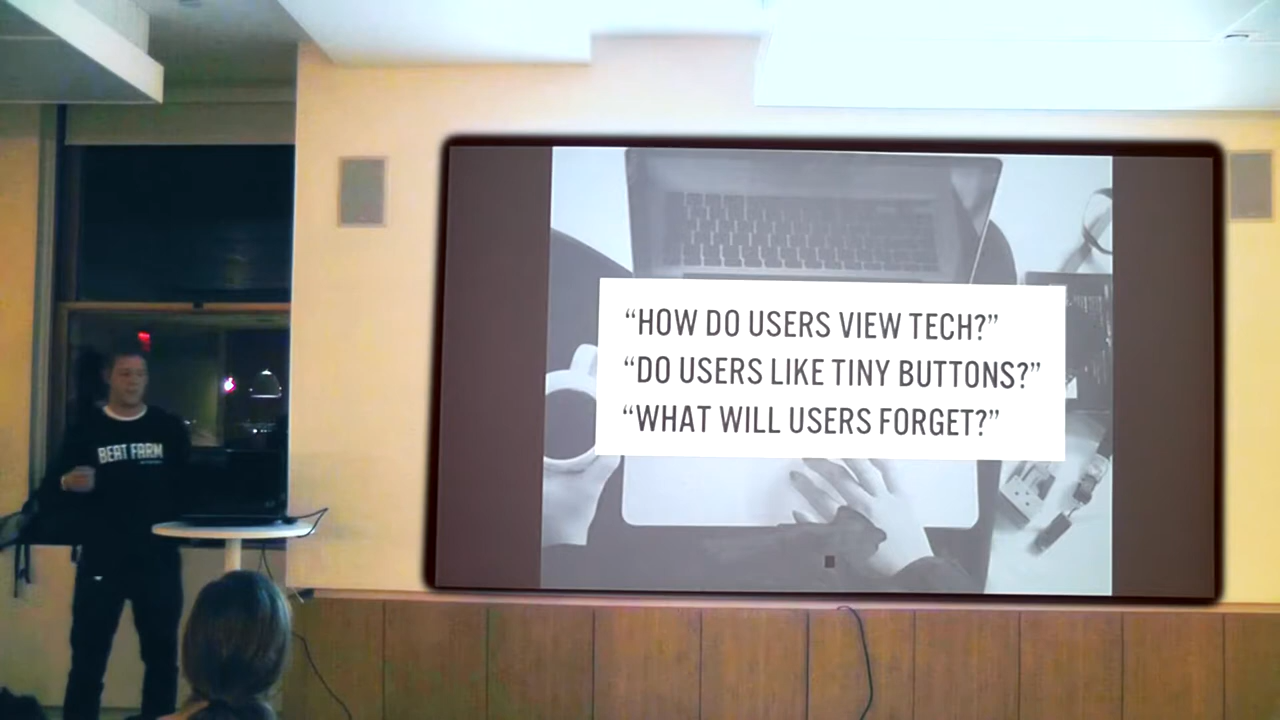 “HOW DO USERS VIEW TECH?”
“DO USERS LIKE TINY BUTTONS?”
“WHAT WILL USERS FORGET?”
BEAT FARM